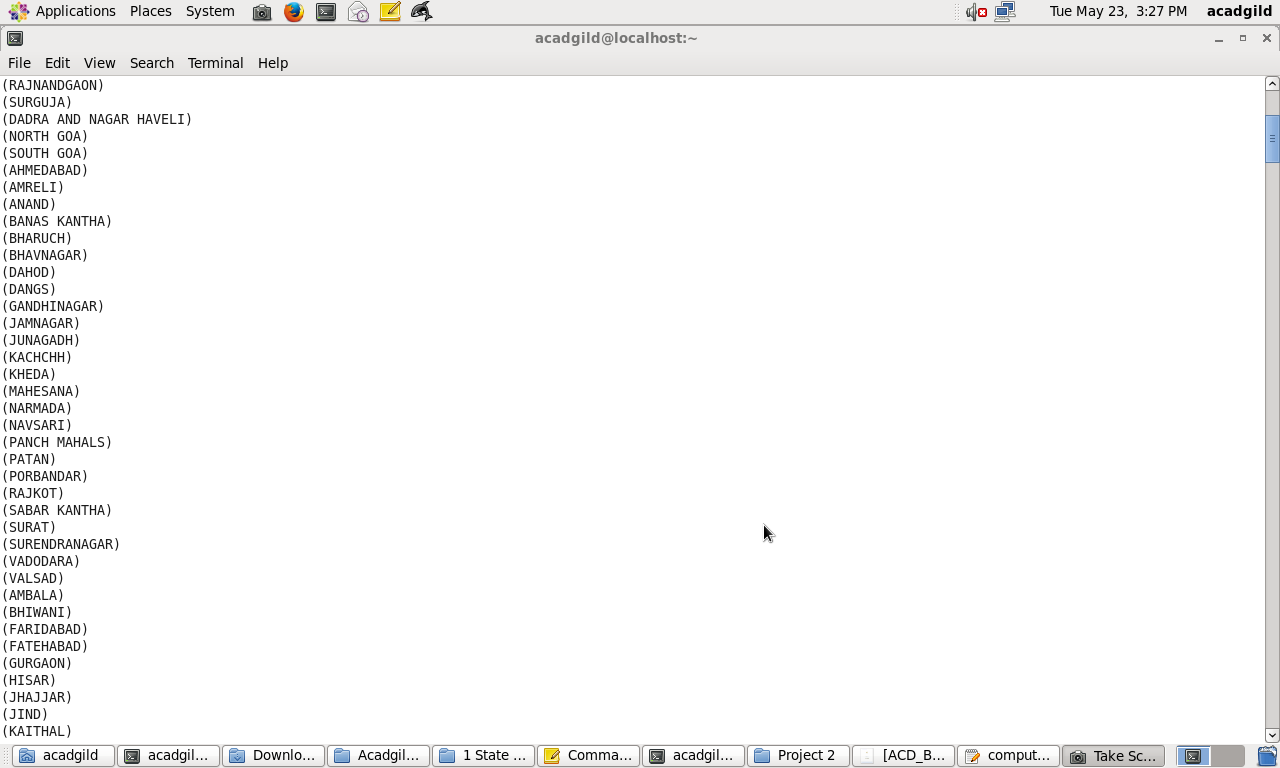 Applications Places System Tue May 23, 3:27 PM acadgild
acadgild@localhost:~
File Edit View Search Terminal Help
(RAJNANDGAON)
(SURGUJA)
(DADRA AND NAGAR HAVELI)
(NORTH GOA)
(SOUTH GOA)
(AHMEDABAD)
(AMRELI)
(ANAND)
(BANAS KANTHA)
(BHARUCH)
(BHAVNAGAR)
(DAHOD)
(DANGS)
(GANDHINAGAR)
(JAMNAGAR)
(JUNAGADH)
(KACHCHH)
(KHEDA)
(MAHESANA)
(NARMADA)
(NAVSARI)
(PANCH MAHALS)
(PATAN)
(PORBANDAR)
(RAJKOT)
(SABAR KANTHA)
(SURAT)
(SURENDRANAGAR)
(VADODARA)
(VALSAD)
(AMBALA)
(BHIWANI)
(FARIDABAD)
(FATEHABAD)
(GURGAON)
(HISAR)
(JHAJJAR)
(JIND)
(KAITHAL)
acadgild acadgil... Downlo... Acadgil... 1 State ... Comma... acadgil... Project 2 [ACD_B... comput... Take Sc...